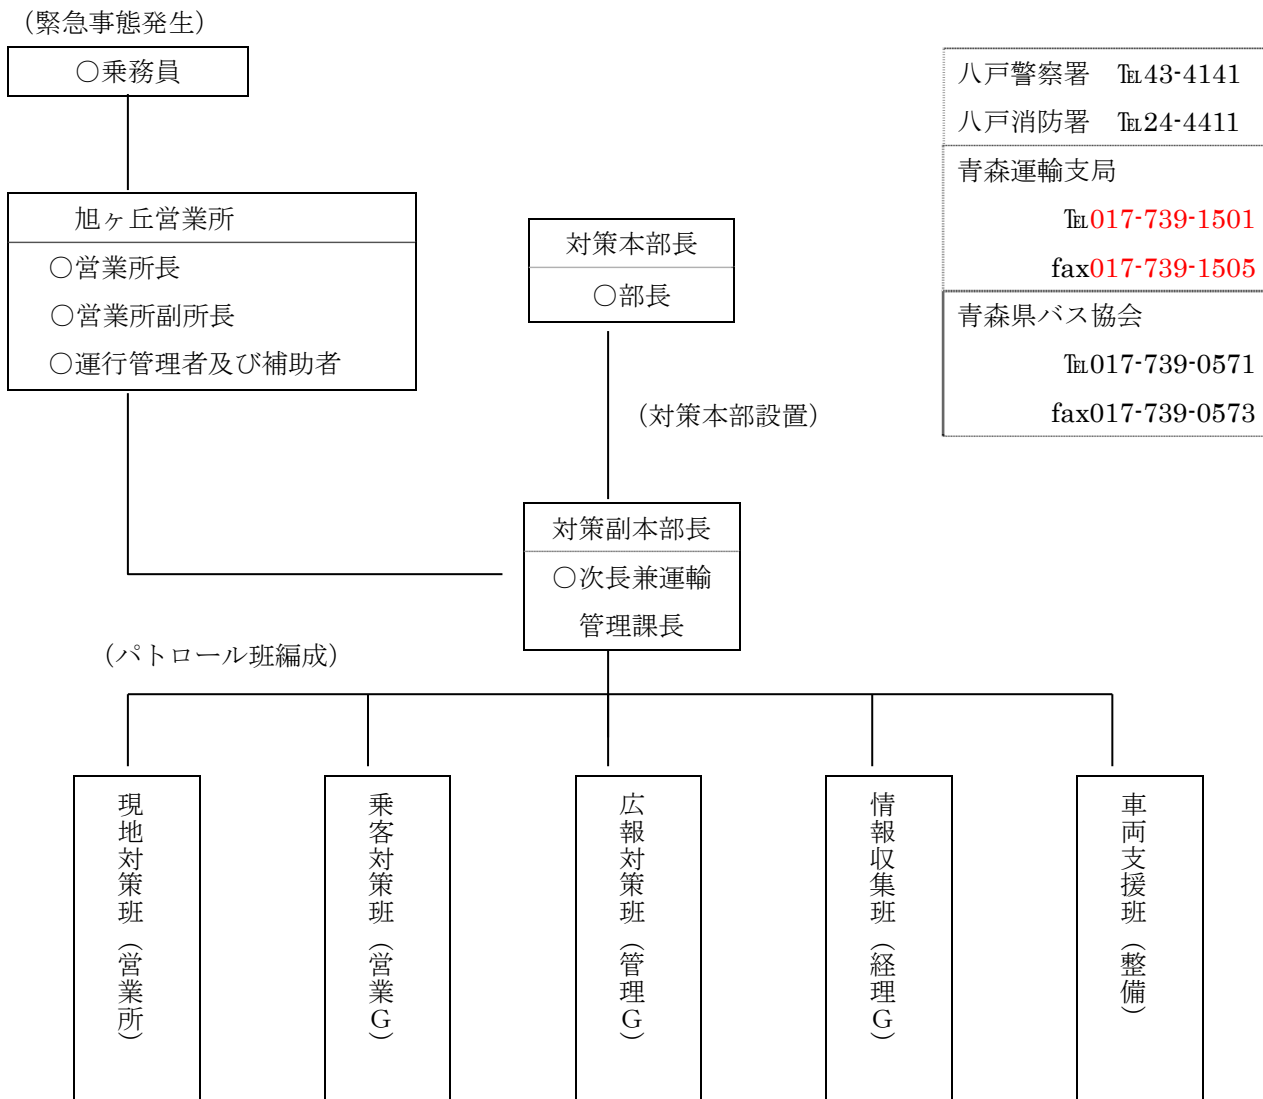 （緊急事態発生）
○乗務員
旭ヶ丘営業所
○営業所長
○営業所副所長
○運行管理者及び補助者
対策本部長
○部長
（対策本部設置）
八戸警察署　℡43-4141
八戸消防署　℡24-4411
青森運輸支局
℡017-739-1501
fax017-739-1505
青森県バス協会
℡017-739-0571
fax017-739-0573
対策副本部長
○次長兼運輸
管理課長
（パトロール班編成）
現地対策班（営業所）
乗客対策班（営業G）
広報対策班（管理G）
情報収集班（経理G）
車両支援班（整備）